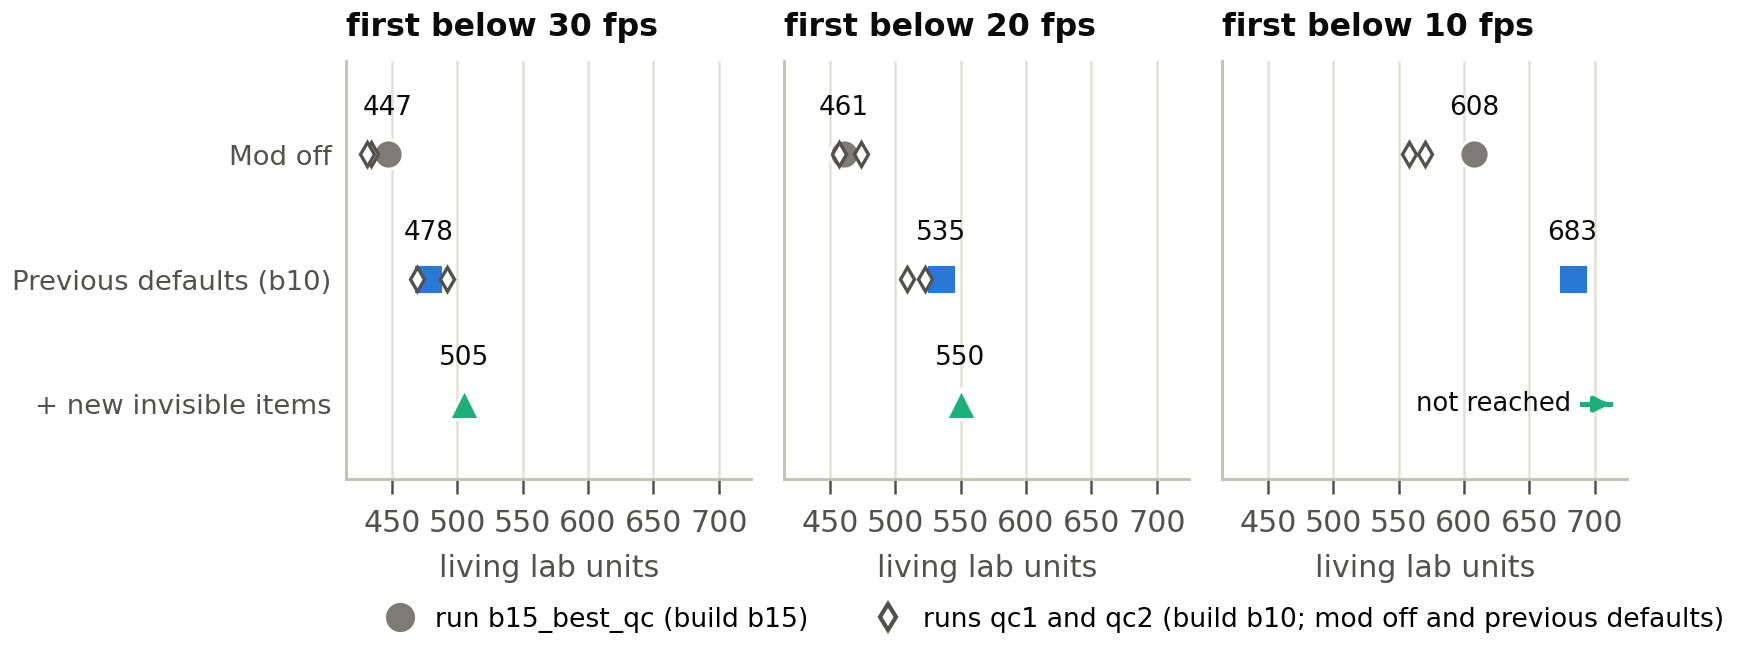 first below 30 fps
first below 20 fps
first below 10 fps
447
461
608
Mod off
478
535
683
Previous defaults (b10)
505
550
+ new invisible items
not reached
450 500 550 600 650 700
450 500 550 600 650 700
450 500 550 600 650 700
living lab units
living lab units
living lab units
run b15_best_qc (build b15)
runs qc1 and qc2 (build b10; mod off and previous defaults)